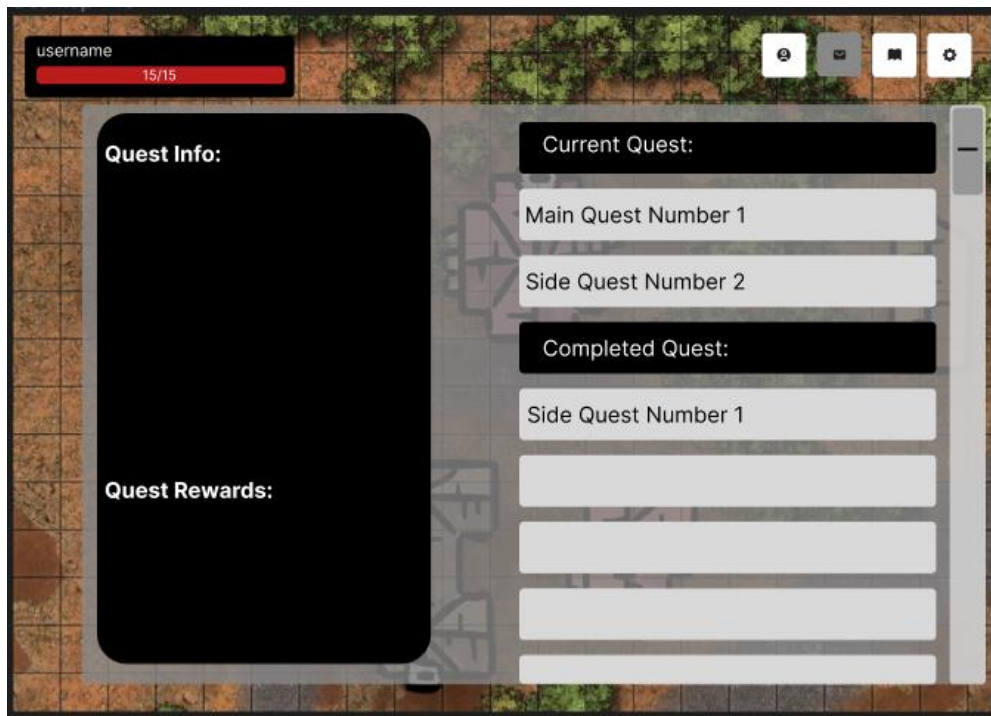 username
15/15
Quest Info:
Quest Rewards:
Current Quest:
Main Quest Number 1
Side Quest Number 2
Completed Quest:
Side Quest Number 1